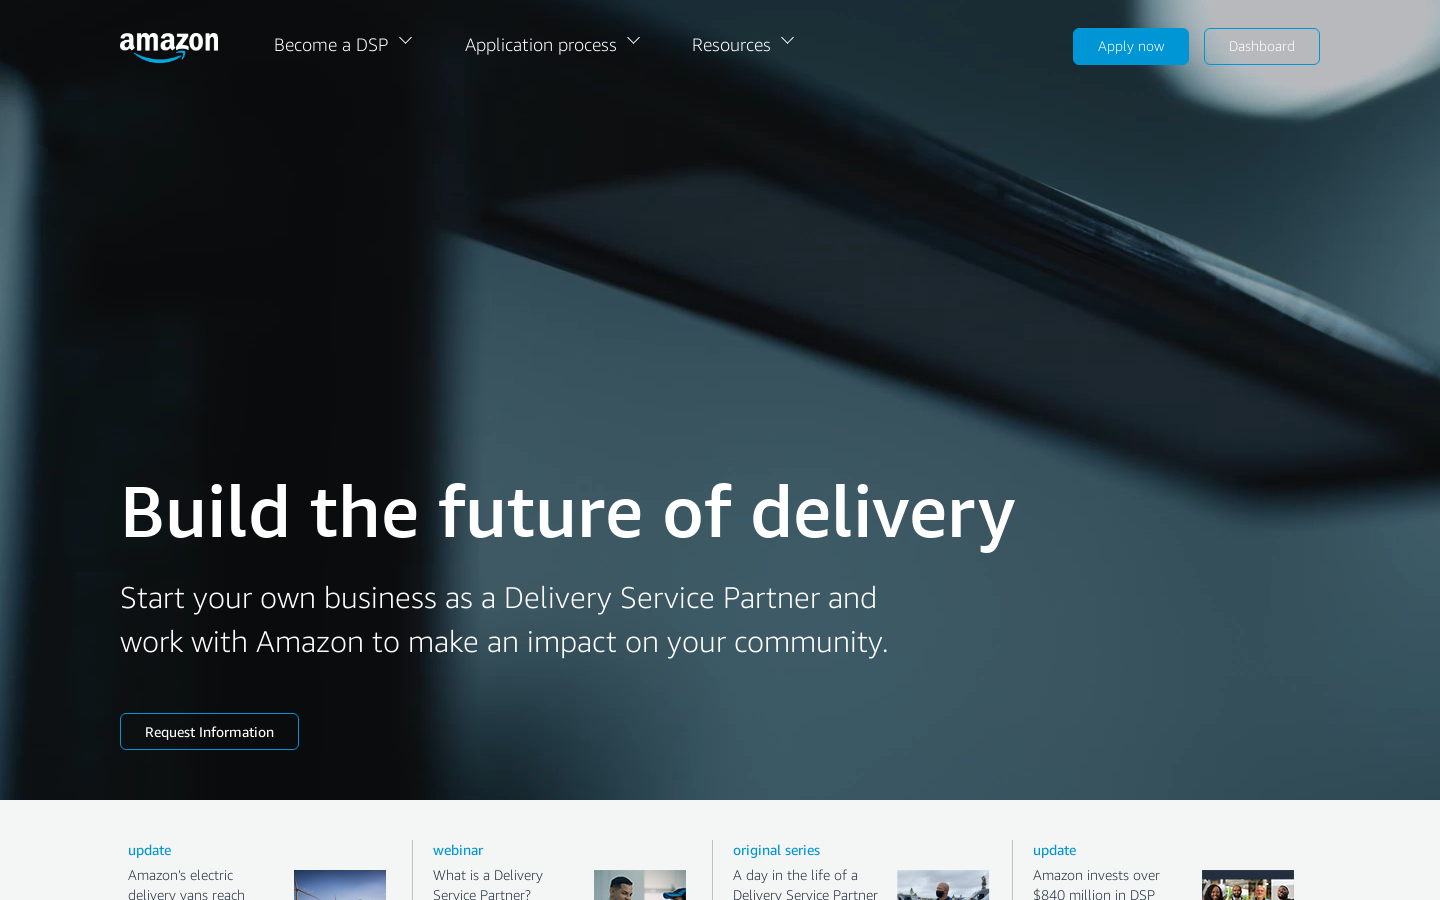 amazon
Become a DSP
Application process
Resources
Apply now
Dashboard
Build the future of delivery
Start your own business as a Delivery Service Partner and
work with Amazon to make an impact on your community.
Request Information
update
Amazon's electric
delivery vans reach
webinar
What is a Delivery
Service Partner?
original series
A day in the life of a
Delivery Service Partner
update
Amazon invests over
$840 million in DSP